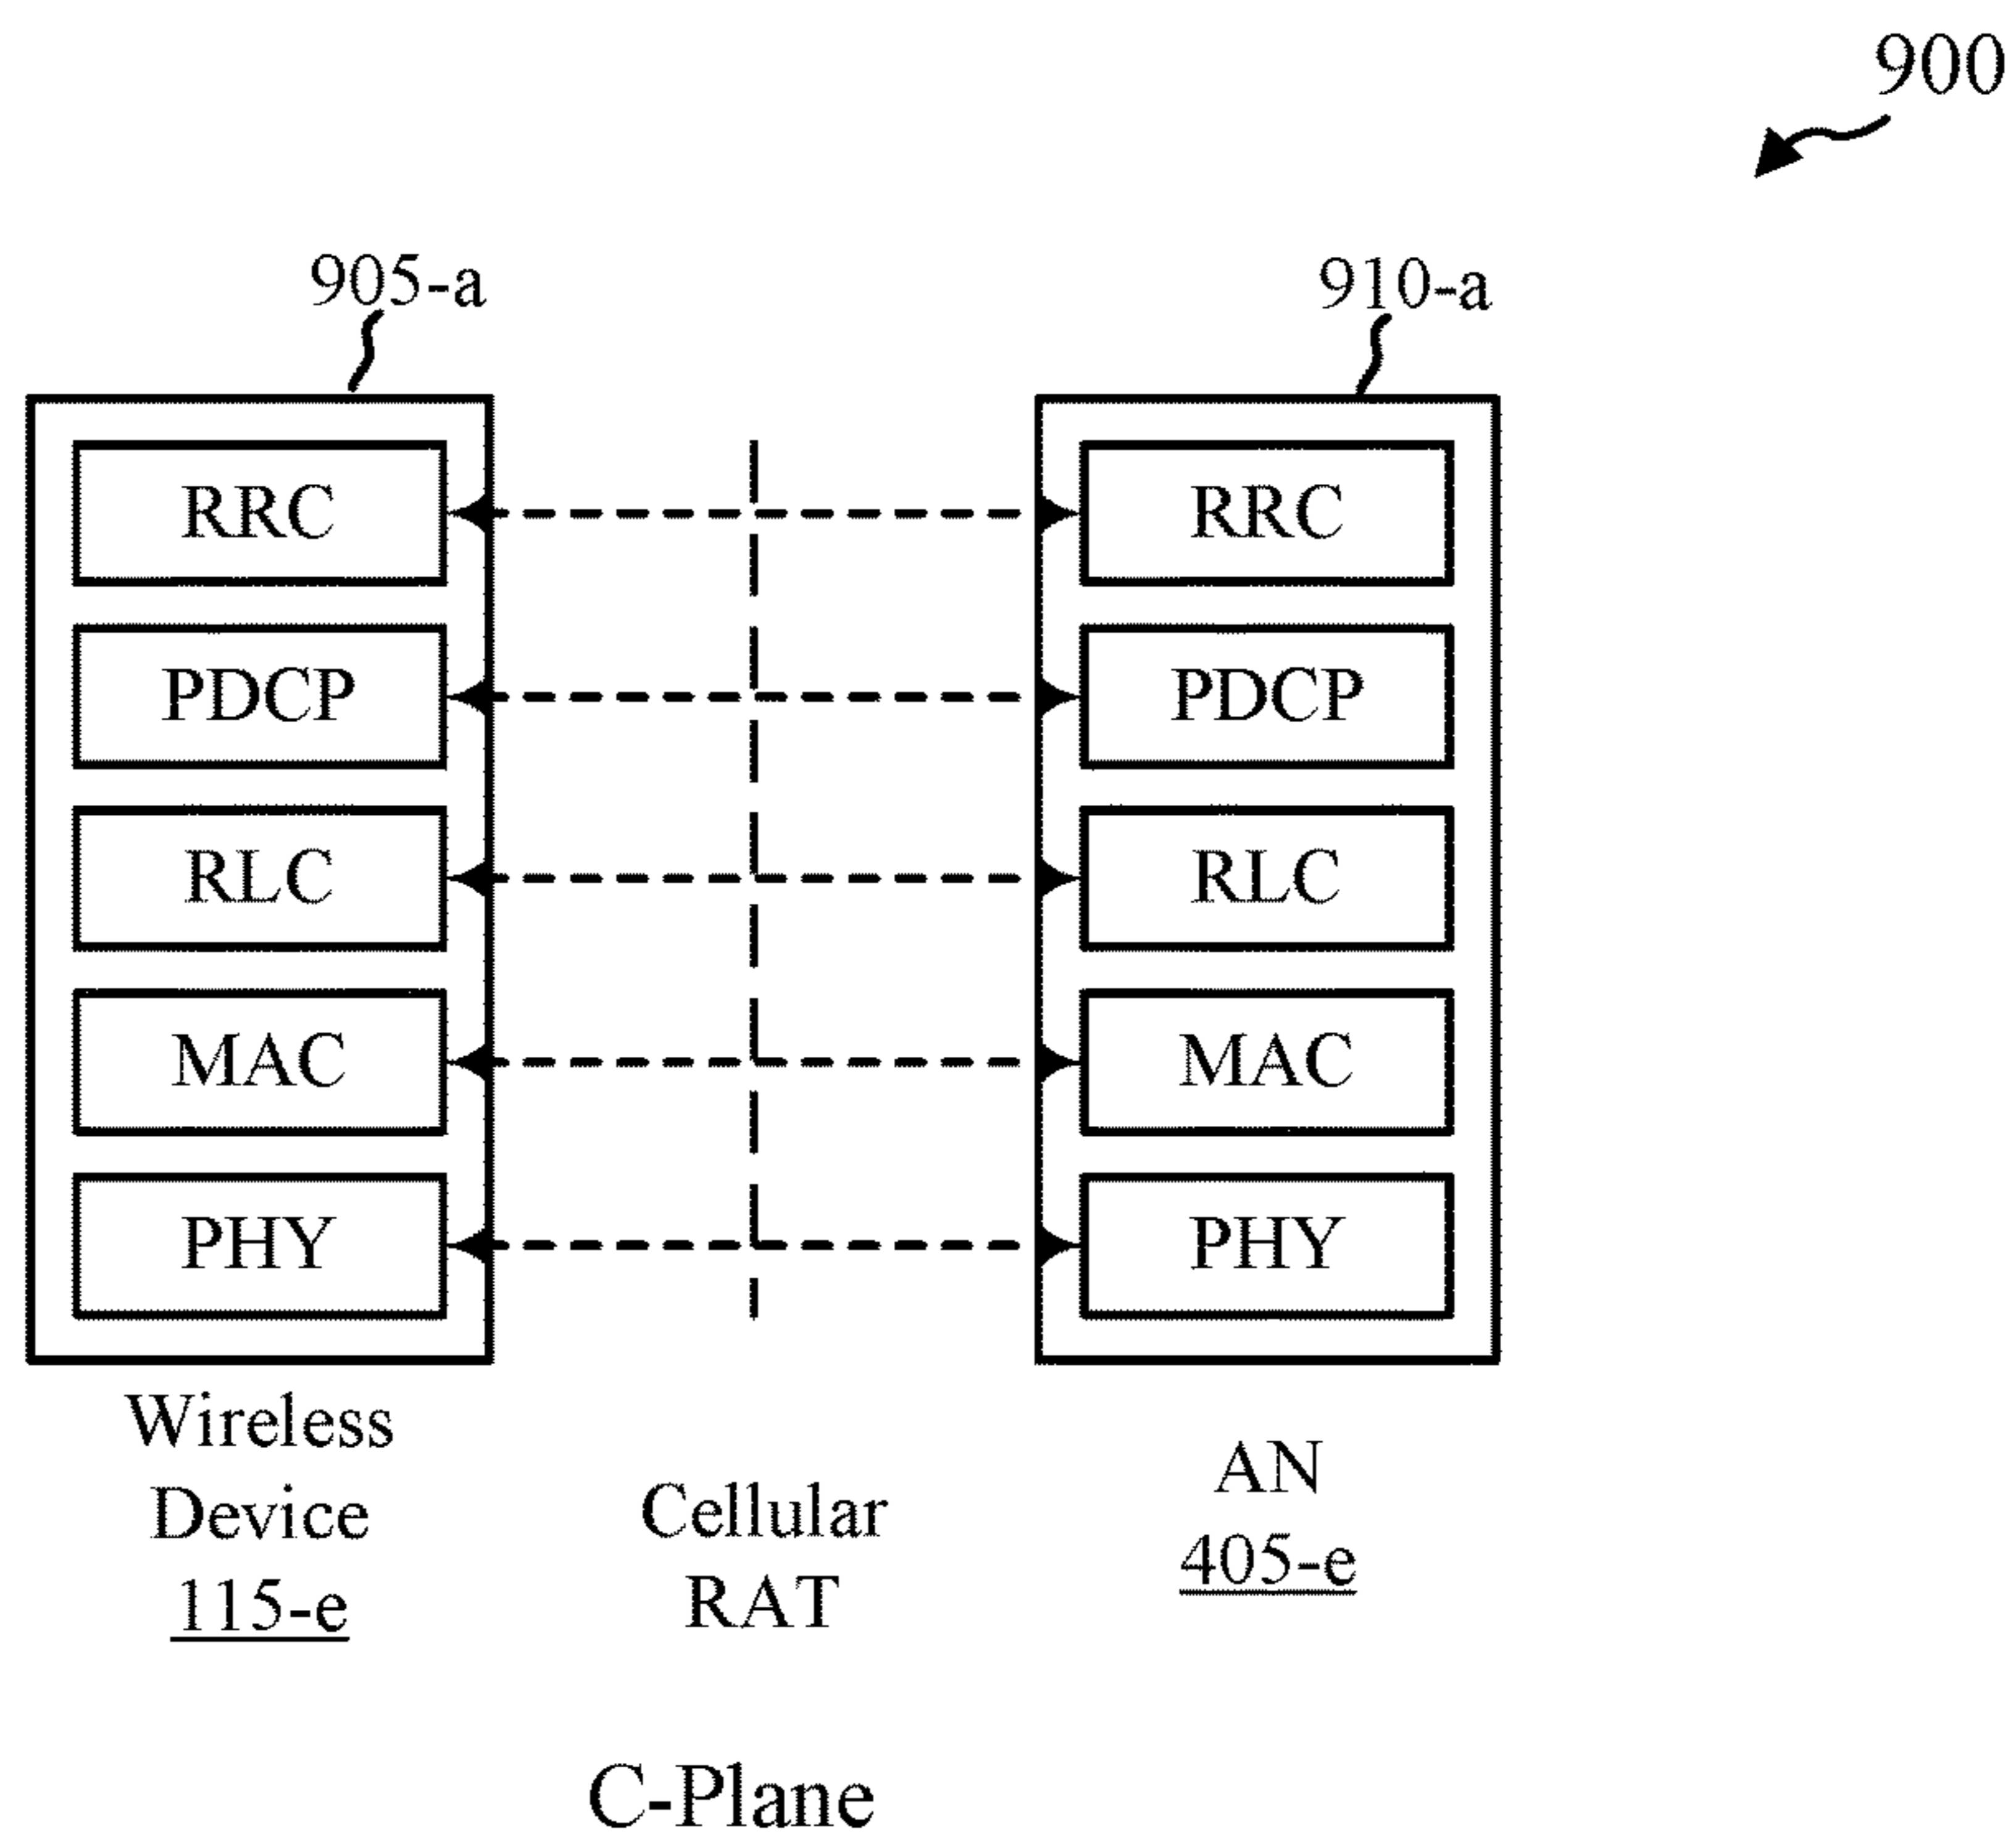 900
905-a
910-a
RRC
RRC
PDCP
PDCP
RLC
RLC
MAC
MAC
PHY
PHY
Wireless
Device
115-e
Cellular
RAT
AN
405-e
C-Plane